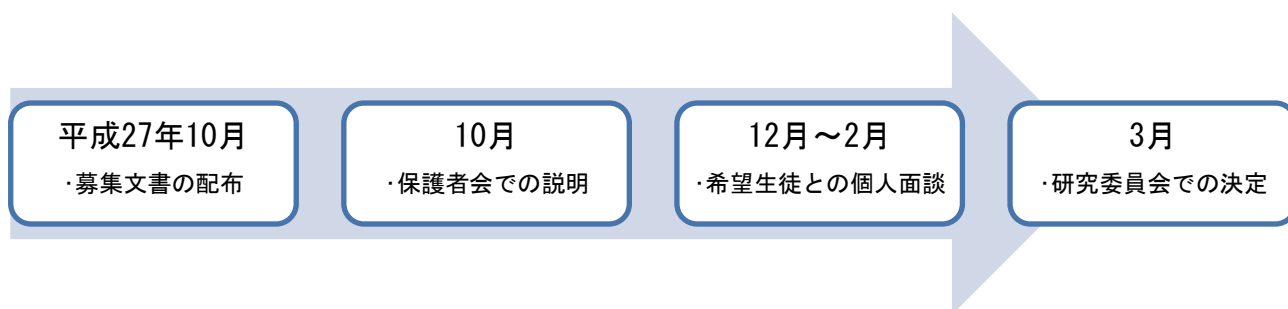 平成27年10月
・募集文書の配布
10月
・保護者会での説明
12月～2月
・希望生徒との個人面談
3月
・研究委員会での決定